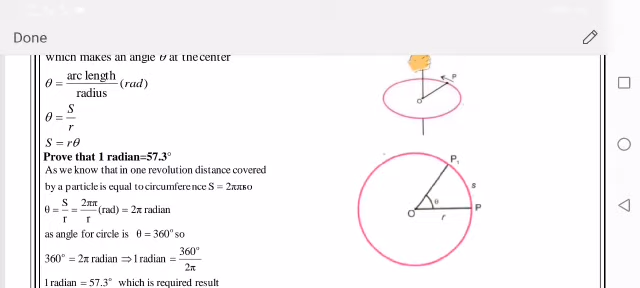 Done
which makes an angle θ at the center
θ = arc length / radius (rad)
θ = S / r
S = rθ
Prove that 1 radian=57.3°
As we know that in one revolution distance covered
by a particle is equal to circumference S = 2ππso
θ = S / r = 2ππ / r (rad) = 2π radian
as angle for circle is θ = 360° so
360° = 2π radian ⇒ 1 radian = 360° / 2π
1 radian = 57.3° which is required result
P
O
P₁
s
θ
O
r
P